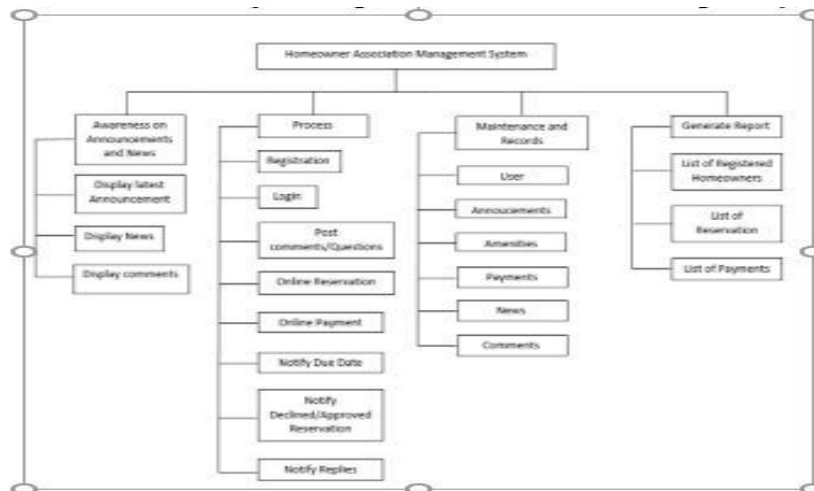 Homeowner Association Management System
Awareness on
Announcements
and News
Display latest
Announcement
Display News
Display comments
Process
Registration
Login
Post
comments/Questions
Online Reservation
Online Payment
Notify Due Date
Notify
Declined/Approved
Reservation
Notify Replies
Maintenance and
Records
User
Annoucements
Amenities
Payments
News
Comments
Generate Report
List of Registered
Homeowners
List of
Reservation
List of Payments